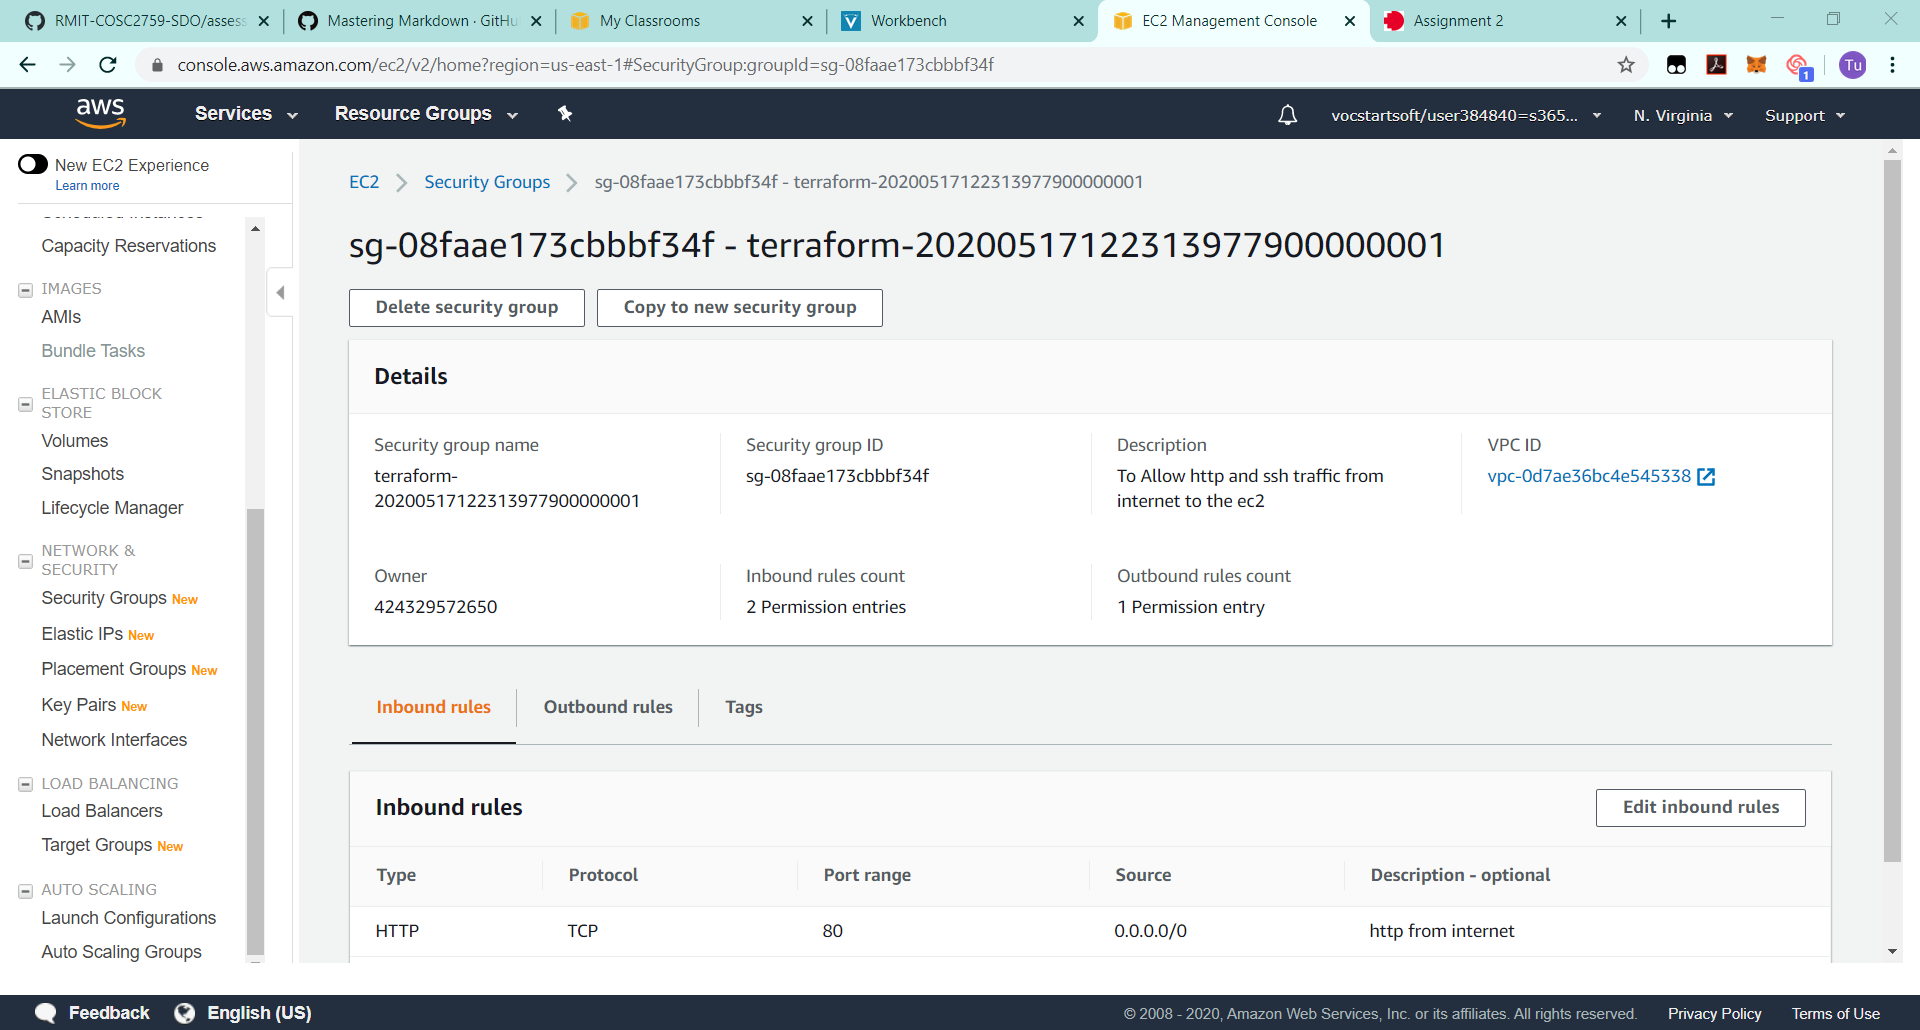 RMIT-COSC2759-SDO/assess
Mastering Markdown · GitHu
My Classrooms
Workbench
EC2 Management Console
Assignment 2
console.aws.amazon.com/ec2/v2/home?region=us-east-1#SecurityGroup:groupId=sg-08faae173cbbbf34f
1
Tu
aws
Services
Resource Groups
vocstartsoft/user384840=s365...
N. Virginia
Support
New EC2 Experience
Learn more
Scheduled Instances
Capacity Reservations
IMAGES
AMIs
Bundle Tasks
ELASTIC BLOCK
STORE
Volumes
Snapshots
Lifecycle Manager
NETWORK &
SECURITY
Security Groups New
Elastic IPs New
Placement Groups New
Key Pairs New
Network Interfaces
LOAD BALANCING
Load Balancers
Target Groups New
AUTO SCALING
Launch Configurations
Auto Scaling Groups
EC2 > Security Groups > sg-08faae173cbbbf34f - terraform-20200517122313977900000001
sg-08faae173cbbbf34f - terraform-20200517122313977900000001
Delete security group
Copy to new security group
Details
Security group name
terraform-
20200517122313977900000001
Security group ID
sg-08faae173cbbbf34f
Description
To Allow http and ssh traffic from
internet to the ec2
VPC ID
vpc-0d7ae36bc4e545338
Owner
424329572650
Inbound rules count
2 Permission entries
Outbound rules count
1 Permission entry
Inbound rules
Outbound rules
Tags
Inbound rules
Edit inbound rules
Type Protocol Port range Source Description - optional
HTTP TCP 80 0.0.0.0/0 http from internet
Feedback
English (US)
© 2008 - 2020, Amazon Web Services, Inc. or its affiliates. All rights reserved.
Privacy Policy
Terms of Use